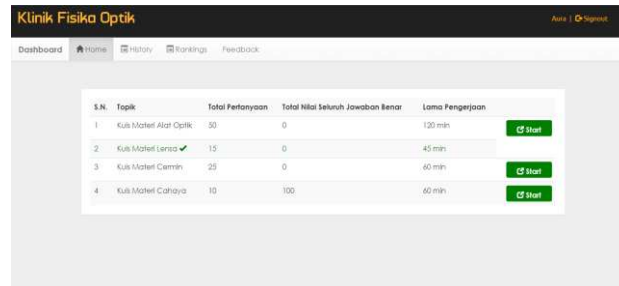 Klinik Fisika Optik
Aura | Signout
Dashboard Home History Rankings Feedback
S.N. Topik Total Pertanyaan Total Nilai Seluruh Jawaban Benar Lama Pengerjaan
1 Kuis Materi Alat Optik 50 0 120 min Start
2 Kuis Materi Lensa ✔ 15 0 45 min
3 Kuis Materi Cermin 25 0 60 min Start
4 Kuis Materi Cahaya 10 100 60 min Start